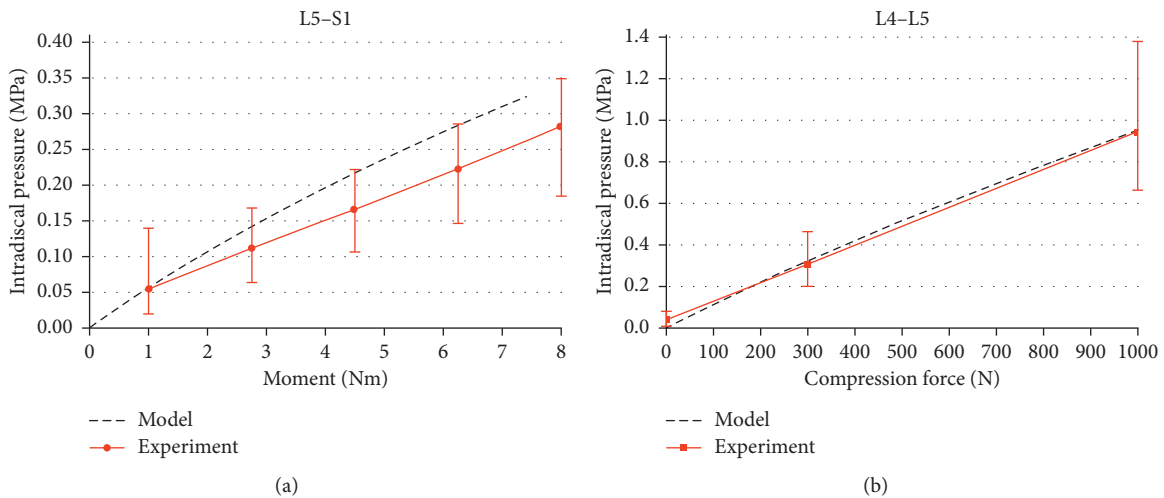 L5–S1
0.40
0.35
0.30
0.25
0.20
0.15
0.10
0.05
0.00
Intradiscal pressure (MPa)
0 1 2 3 4 5 6 7 8
Moment (Nm)
Model
Experiment
(a)
L4–L5
1.4
1.2
1.0
0.8
0.6
0.4
0.2
0.0
Intradiscal pressure (MPa)
0 100 200 300 400 500 600 700 800 900 1000
Compression force (N)
Model
Experiment
(b)